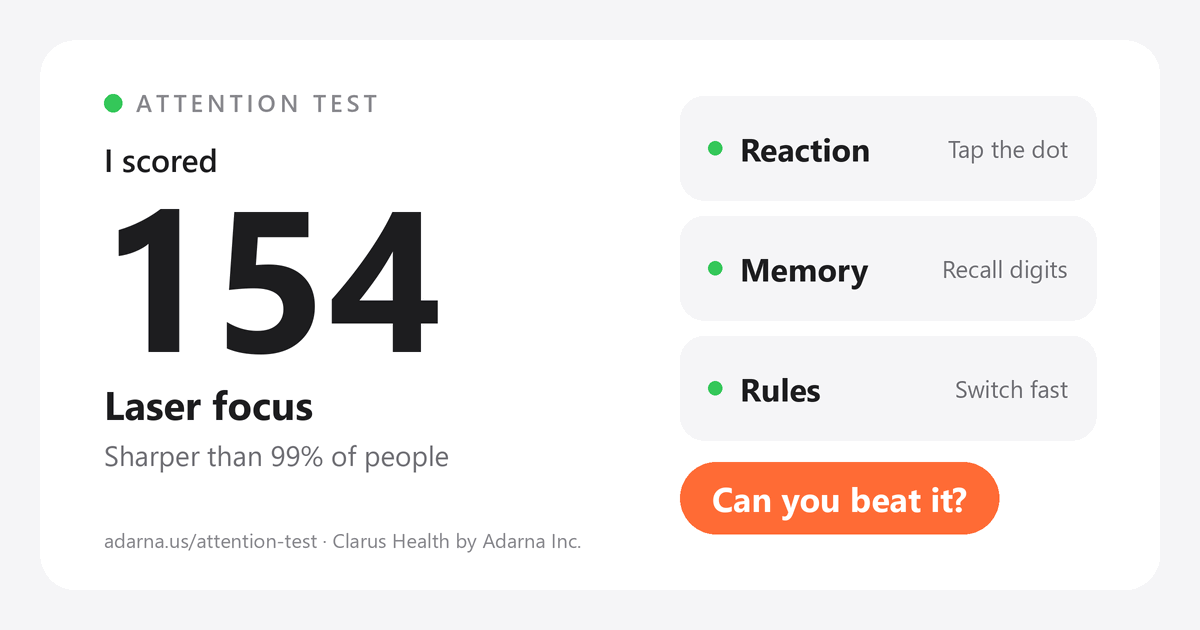 ATTENTION TEST
I scored
154
Laser focus
Sharper than 99% of people
adarna.us/attention-test · Clarus Health by Adarna Inc.
Reaction Tap the dot
Memory Recall digits
Rules Switch fast
Can you beat it?